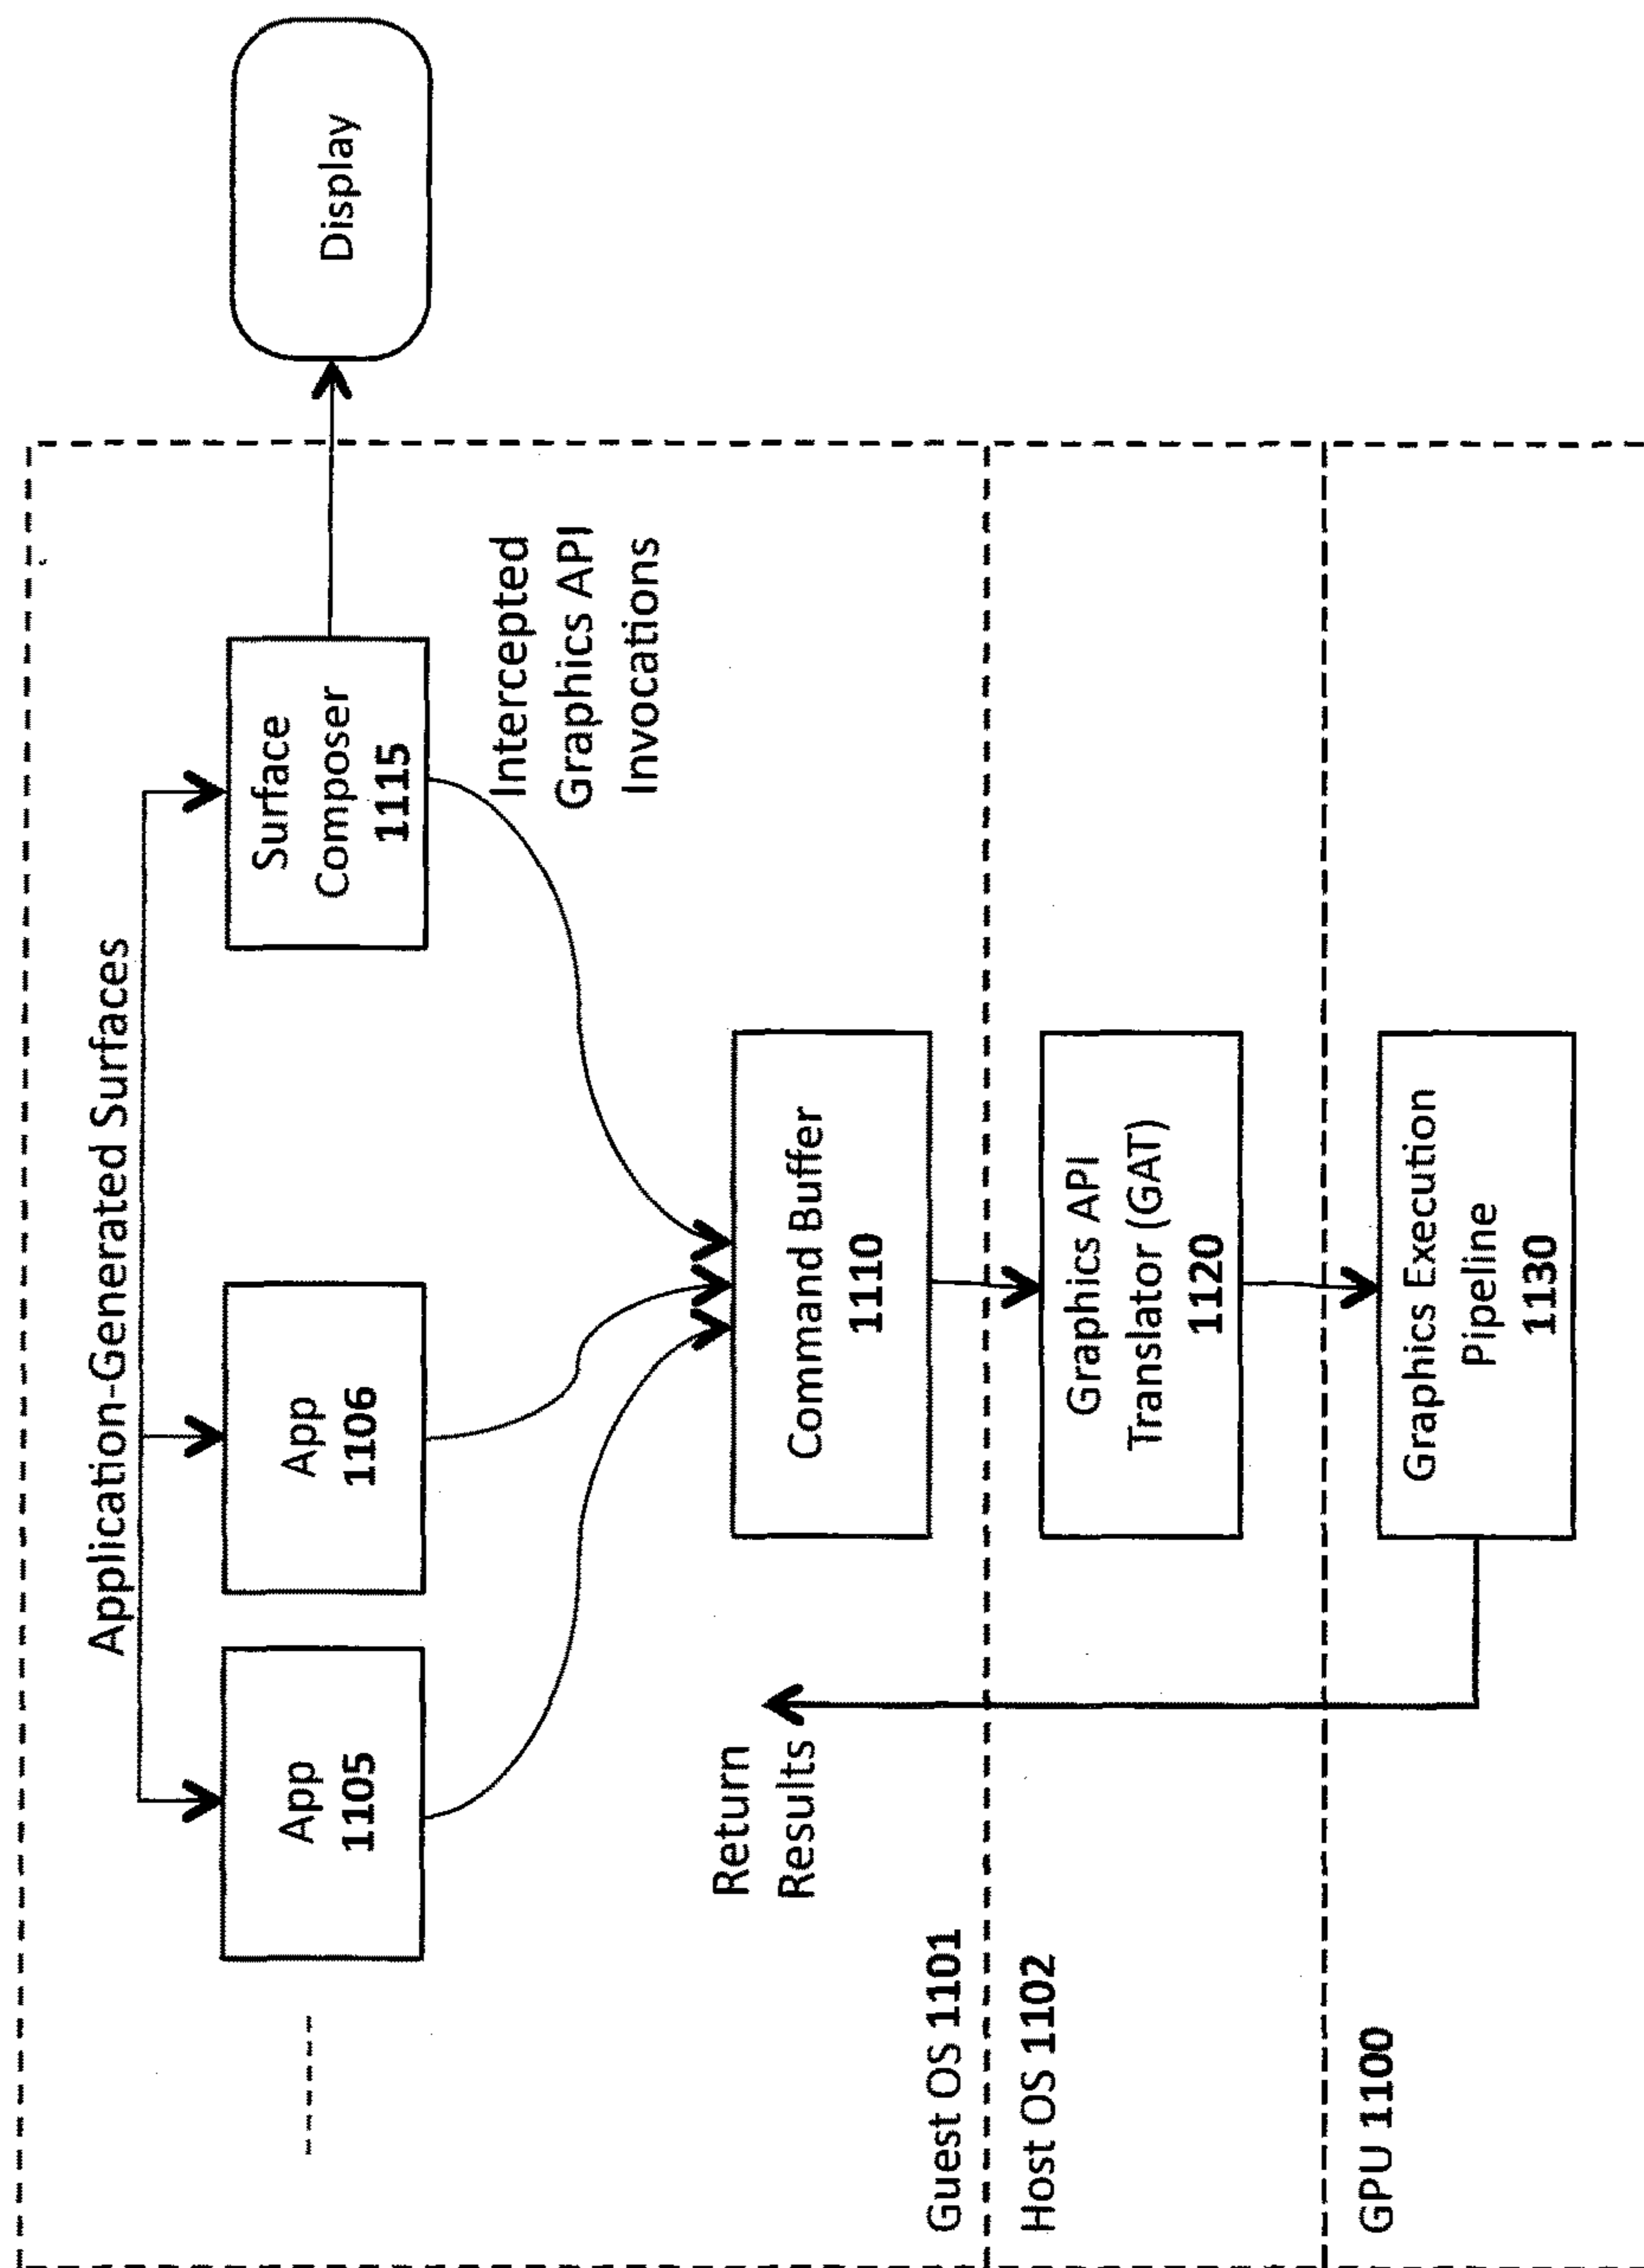 Application-Generated Surfaces
App
1105
App
1106
Surface
Composer
1115
Display
Intercepted
Graphics API
Invocations
Return
Results
Command Buffer
1110
Guest OS 1101
Host OS 1102
Graphics API
Translator (GAT)
1120
GPU 1100
Graphics Execution
Pipeline
1130